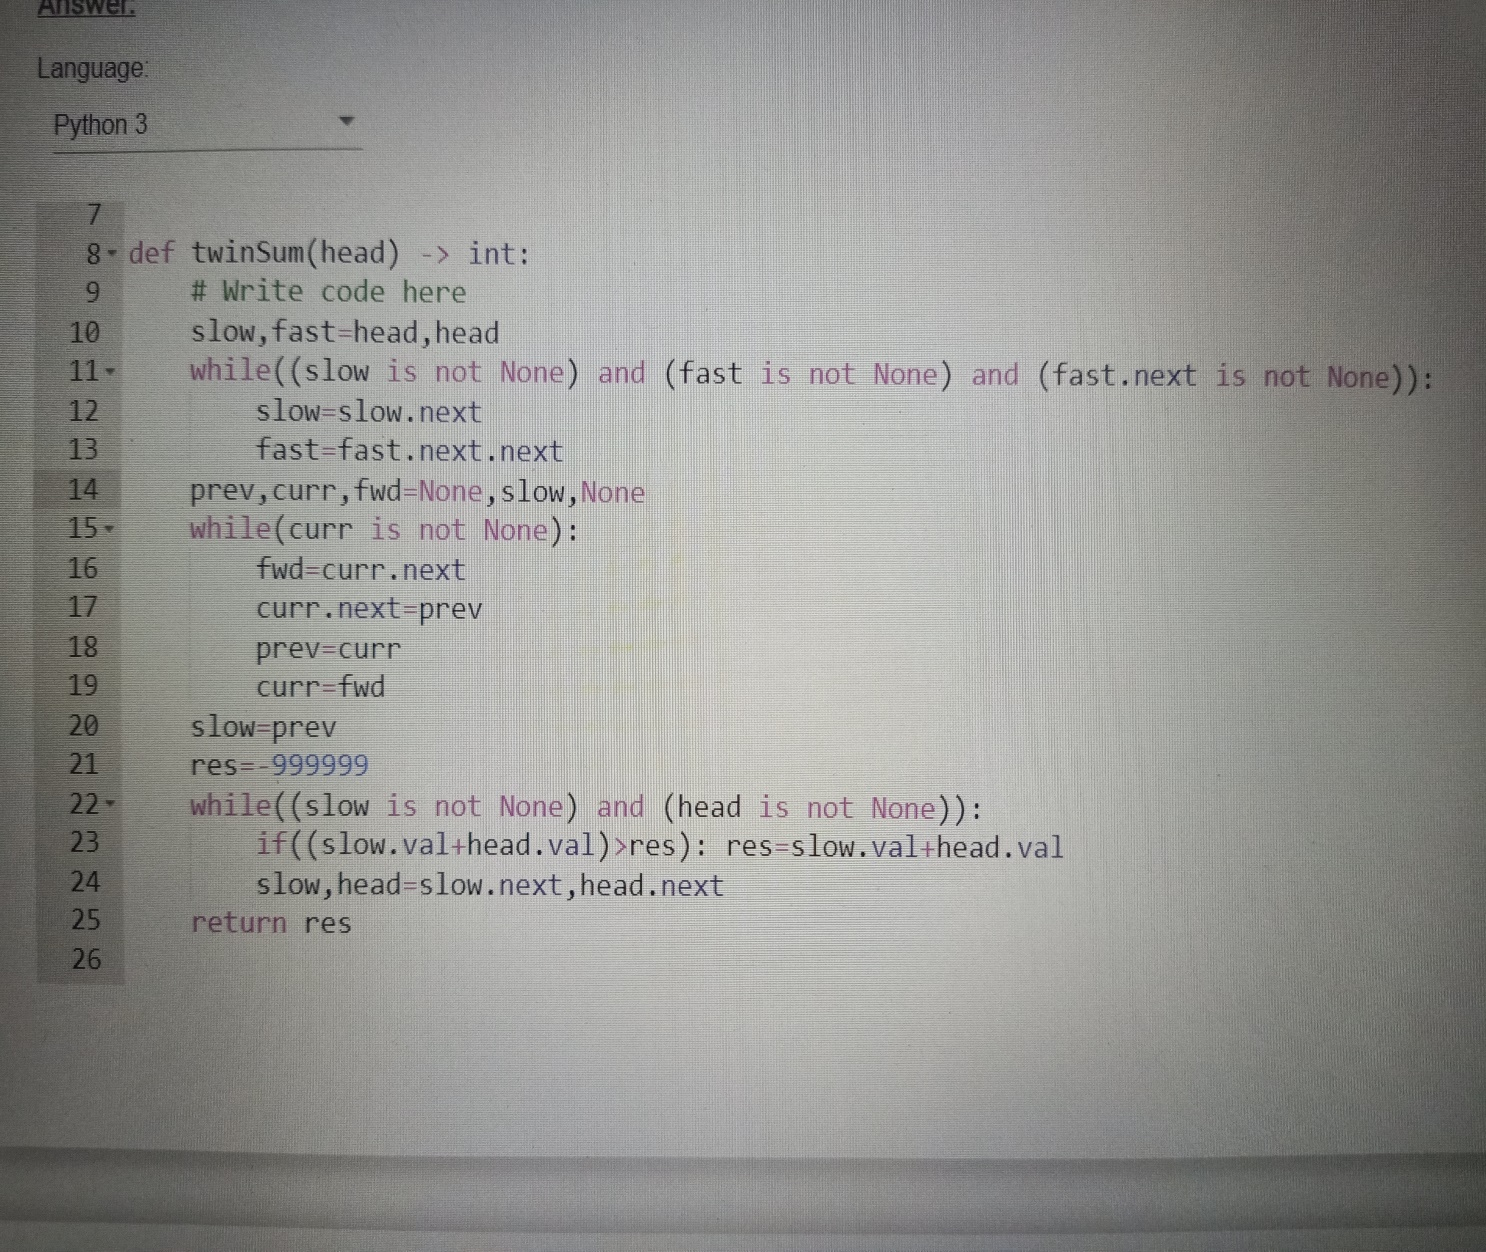 Answer:
Language:
Python 3
7
8 def twinSum(head) -> int:
9     # Write code here
10     slow,fast=head,head
11     while((slow is not None) and (fast is not None) and (fast.next is not None)):
12         slow=slow.next
13         fast=fast.next.next
14     prev,curr,fwd=None,slow,None
15     while(curr is not None):
16         fwd=curr.next
17         curr.next=prev
18         prev=curr
19         curr=fwd
20     slow=prev
21     res=-999999
22     while((slow is not None) and (head is not None)):
23         if((slow.val+head.val)>res): res=slow.val+head.val
24         slow,head=slow.next,head.next
25     return res
26